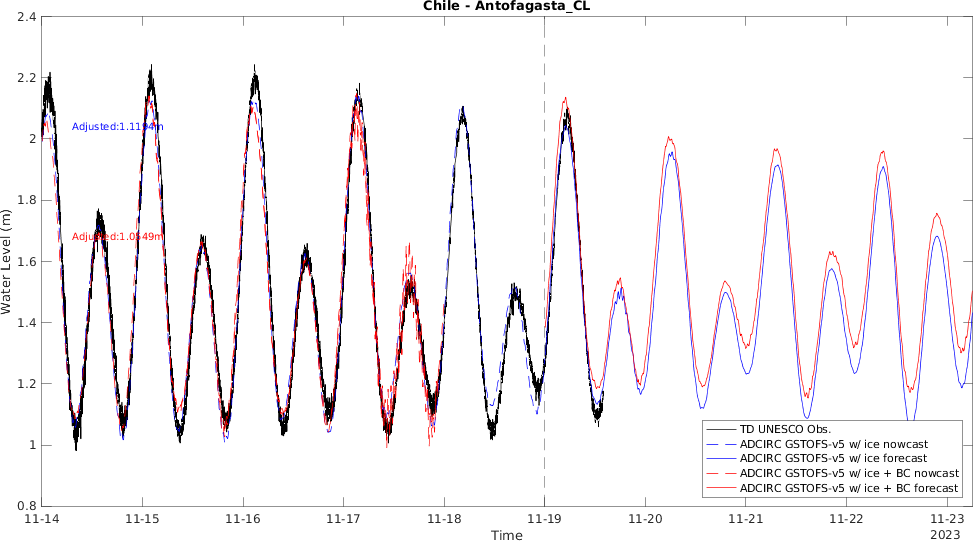 Chile - Antofagasta_CL
2.4
2.2
2
1.8
1.6
1.4
1.2
1
0.8
Water Level (m)
Adjusted:1.1194m
Adjusted:1.0549m
TD UNESCO Obs.
ADCIRC GSTOFS-v5 w/ ice nowcast
ADCIRC GSTOFS-v5 w/ ice forecast
ADCIRC GSTOFS-v5 w/ ice + BC nowcast
ADCIRC GSTOFS-v5 w/ ice + BC forecast
11-14 11-15 11-16 11-17 11-18 11-19 11-20 11-21 11-22 11-23
Time
2023